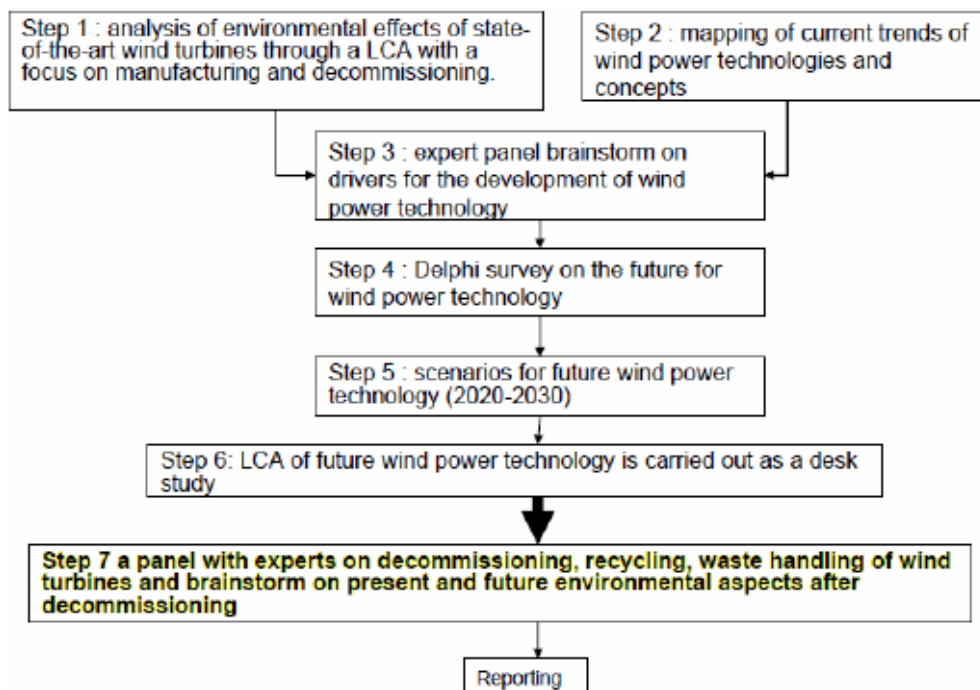 Step 1 : analysis of environmental effects of state-
of-the-art wind turbines through a LCA with a
focus on manufacturing and decommissioning.
Step 2 : mapping of current trends of
wind power technologies and
concepts
Step 3 : expert panel brainstorm on
drivers for the development of wind
power technology
Step 4 : Delphi survey on the future for
wind power technology
Step 5 : scenarios for future wind power
technology (2020-2030)
Step 6: LCA of future wind power technology is carried out as a desk
study
Step 7 a panel with experts on decommissioning, recycling, waste handling of wind
turbines and brainstorm on present and future environmental aspects after
decommissioning
Reporting